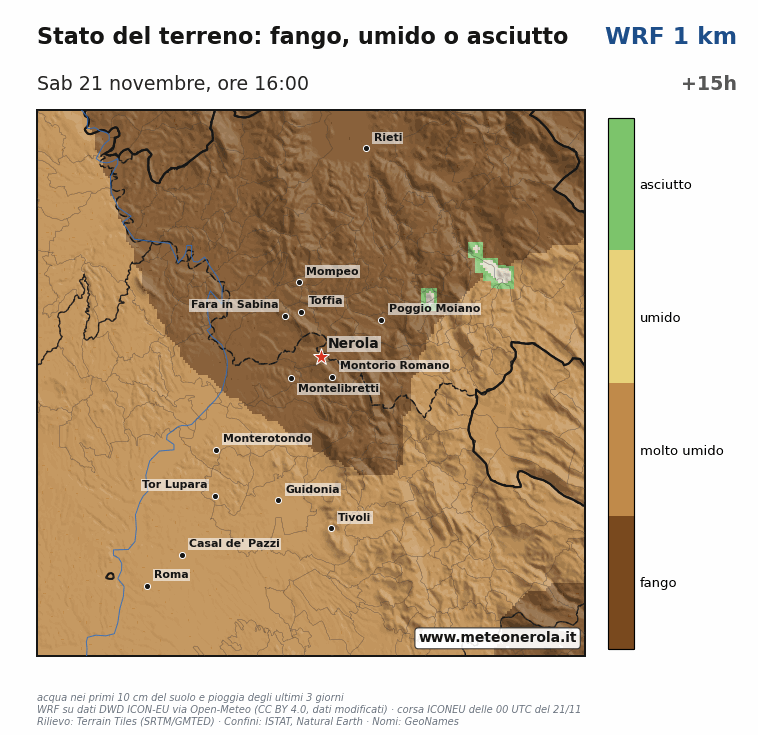 Stato del terreno: fango, umido o asciutto
WRF 1 km
Sab 21 novembre, ore 16:00
+15h
Rieti
Mompeo
Toffia
Fara in Sabina
Poggio Moiano
Nerola
Montorio Romano
Montelibretti
Monterotondo
Tor Lupara
Guidonia
Tivoli
Casal de' Pazzi
Roma
www.meteonerola.it
asciutto
umido
molto umido
fango
acqua nei primi 10 cm del suolo e pioggia degli ultimi 3 giorni
WRF su dati DWD ICON-EU via Open-Meteo (CC BY 4.0, dati modificati) · corsa ICONEU delle 00 UTC del 21/11
Rilievo: Terrain Tiles (SRTM/GMTED) · Confini: ISTAT, Natural Earth · Nomi: GeoNames